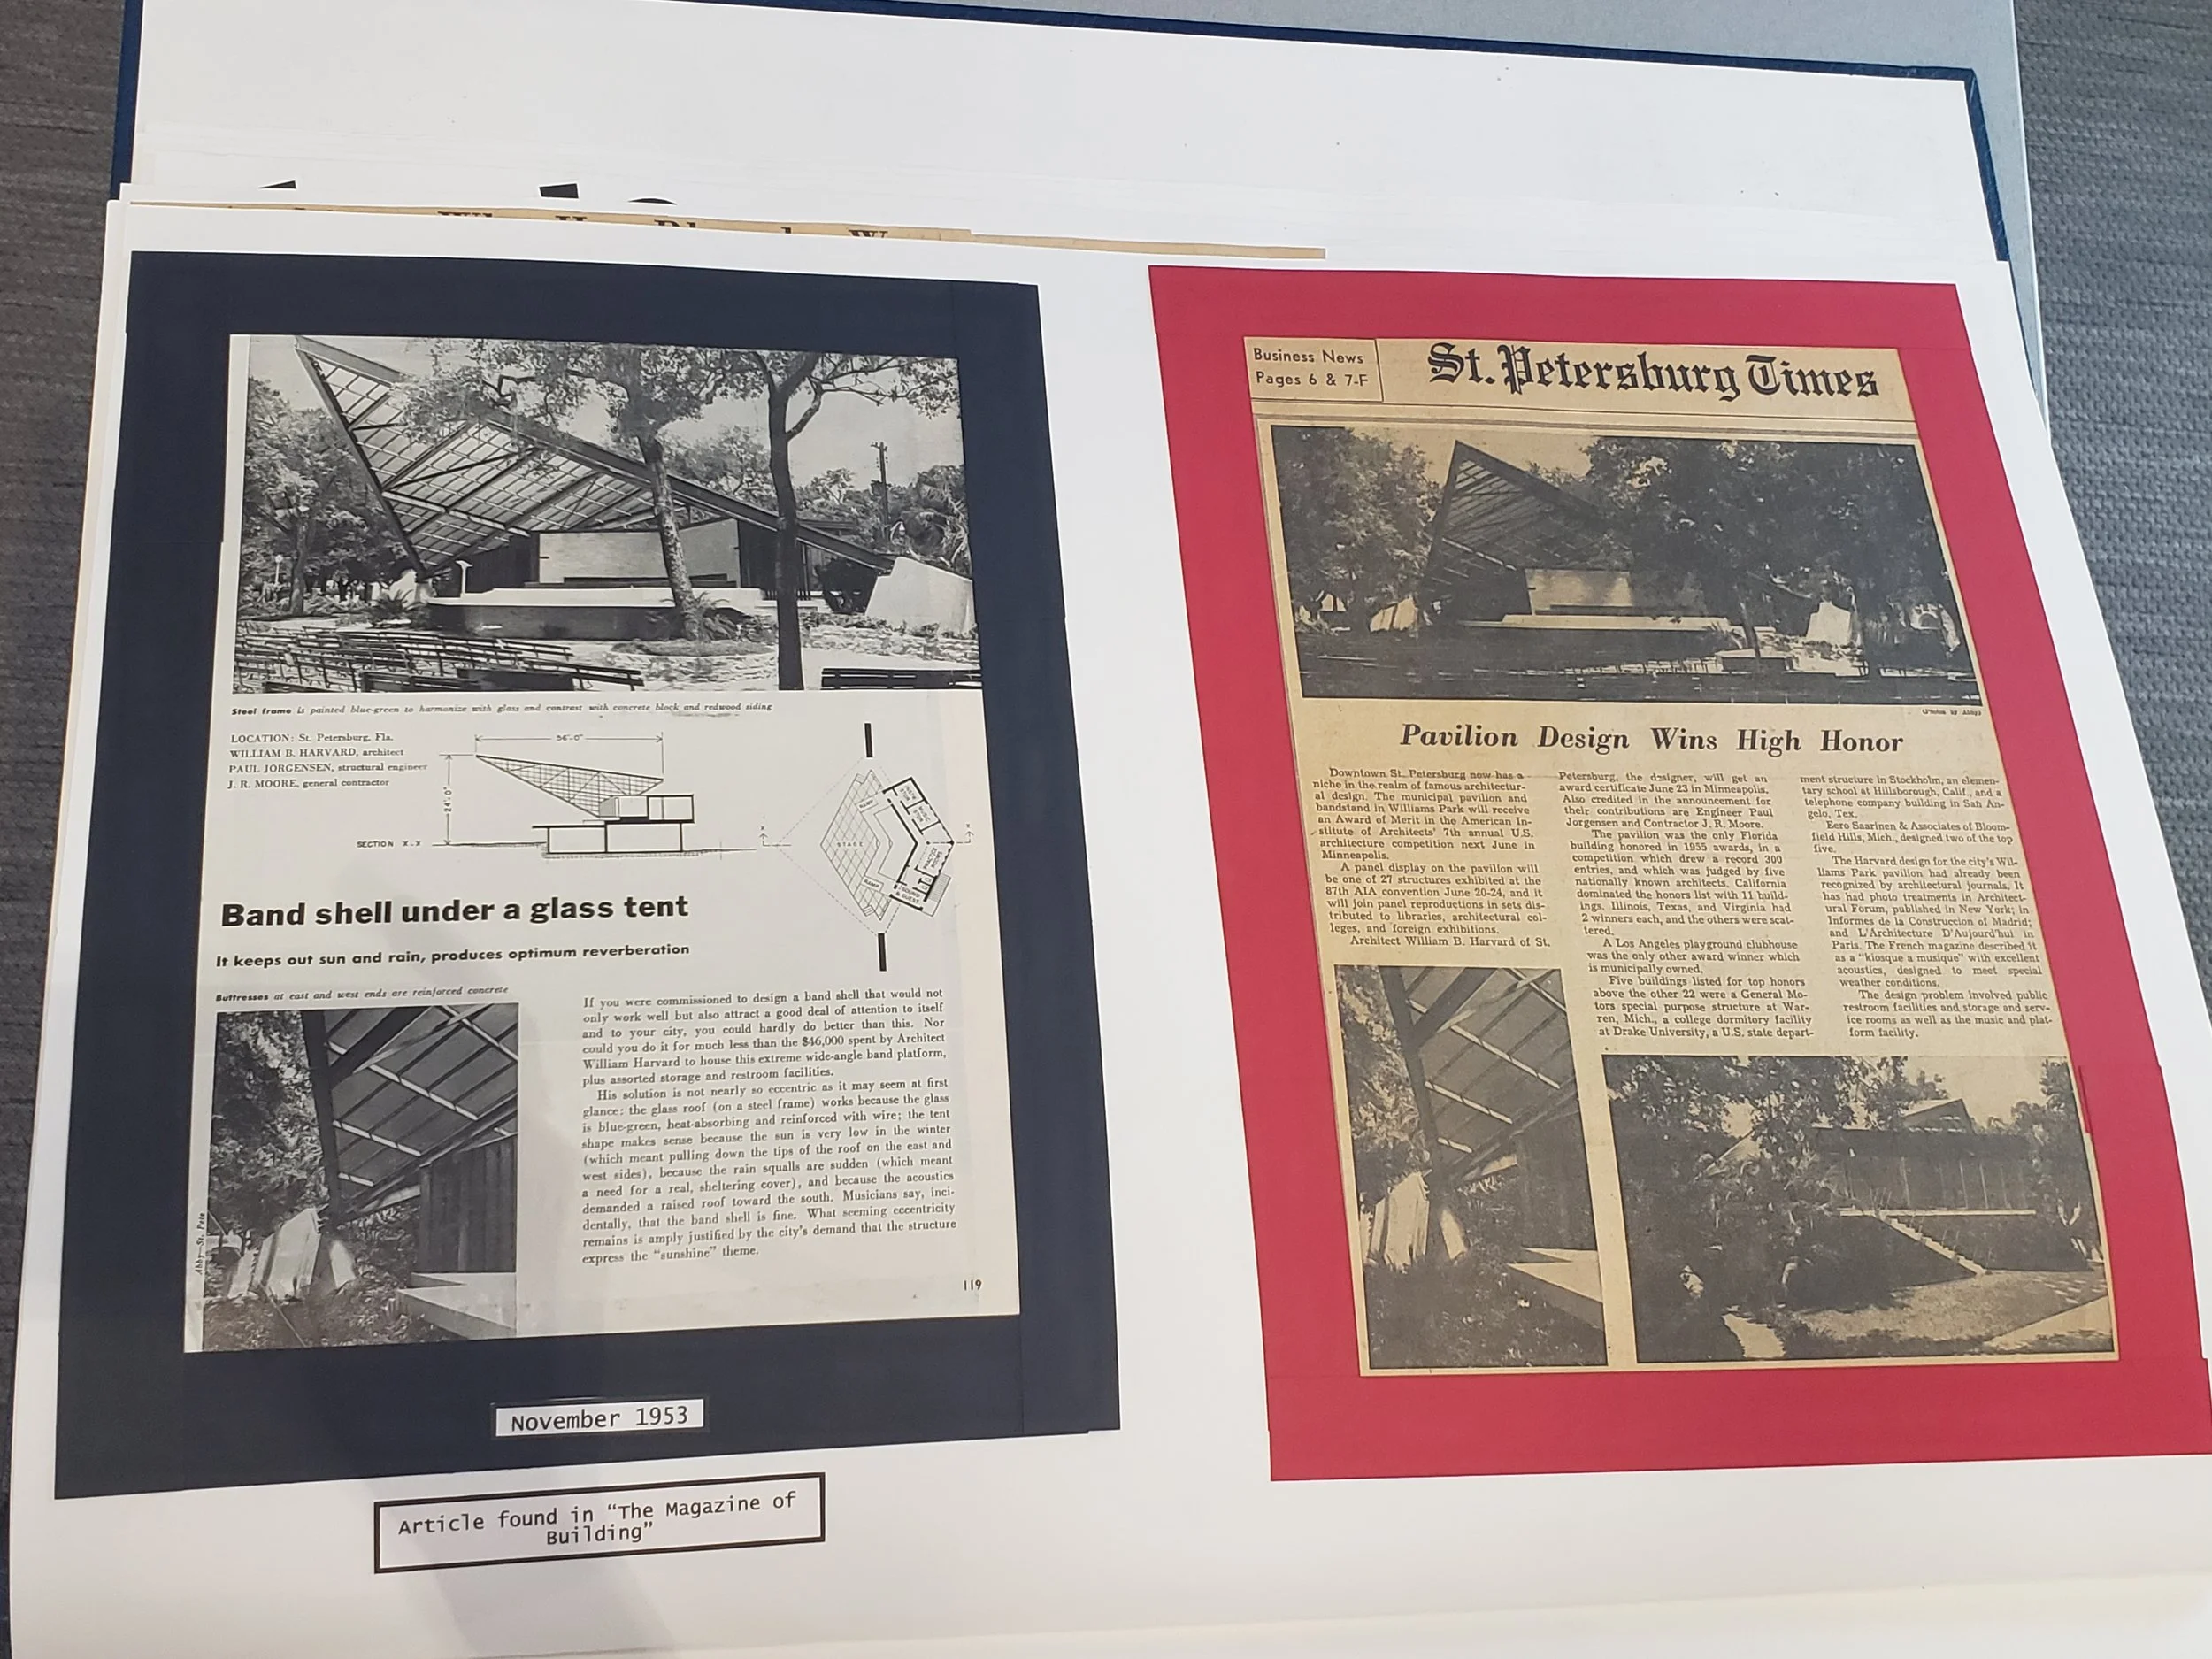 Steel frame is painted blue-green to harmonize with glass and contrast with concrete block and redwood siding
LOCATION: St. Petersburg, Fla.
WILLIAM B. HARVARD, architect
PAUL JORGENSEN, structural engineer
J. R. MOORE, general contractor
56'-0"
24'-0"
SECTION X-X
X
X
STAGE
Band shell under a glass tent
It keeps out sun and rain, produces optimum reverberation
Buttresses at east and west ends are reinforced concrete
Abby—St. Pete
If you were commissioned to design a band shell that would not
only work well but also attract a good deal of attention to itself
and to your city, you could hardly do better than this. Nor
could you do it for much less than the $46,000 spent by Architect
William Harvard to house this extreme wide-angle band platform,
plus assorted storage and restroom facilities.
His solution is not nearly so eccentric as it may seem at first
glance: the glass roof (on a steel frame) works because the glass
is blue-green, heat-absorbing and reinforced with wire; the tent
shape makes sense because the sun is very low in the winter
(which meant pulling down the tips of the roof on the east and
west sides), because the rain squalls are sudden (which meant
a need for a real, sheltering cover), and because the acoustics
demanded a raised roof toward the south. Musicians say, inci-
dentally, that the band shell is fine. What seeming eccentricity
remains is amply justified by the city's demand that the structure
express the "sunshine" theme.
119
November 1953
Article found in "The Magazine of
Building"
Business News
Pages 6 & 7-F
St. Petersburg Times
(Photos by Abby)
Pavilion Design Wins High Honor
Downtown St. Petersburg now has a
niche in the realm of famous architectur-
al design. The municipal pavilion and
bandstand in Williams Park will receive
an Award of Merit in the American In-
stitute of Architects' 7th annual U.S.
architecture competition next June in
Minneapolis.
A panel display on the pavilion will
be one of 27 structures exhibited at the
87th AIA convention June 20-24, and it
will join panel reproductions in sets dis-
tributed to libraries, architectural col-
leges, and foreign exhibitions.
Architect William B. Harvard of St.
Petersburg, the designer, will get an
award certificate June 23 in Minneapolis.
Also credited in the announcement for
their contributions are Engineer Paul
Jorgensen and Contractor J. R. Moore.
The pavilion was the only Florida
building honored in 1955 awards, in a
competition which drew a record 300
entries, and which was judged by five
nationally known architects. California
dominated the honors list with 11 build-
ings. Illinois, Texas, and Virginia had
2 winners each, and the others were scat-
tered.
A Los Angeles playground clubhouse
was the only other award winner which
is municipally owned.
Five buildings listed for top honors
above the other 22 were a General Mo-
tors special purpose structure at War-
ren, Mich., a college dormitory facility
at Drake University, a U.S. state depart-
ment structure in Stockholm, an elemen-
tary school at Hillsborough, Calif., and a
telephone company building in San An-
gelo, Tex.
Eero Saarinen & Associates of Bloom-
field Hills, Mich., designed two of the top
five.
The Harvard design for the city's Wil-
liams Park pavilion had already been
recognized by architectural journals. It
has had photo treatments in Architect-
ural Forum, published in New York; in
Informes de la Construccion of Madrid;
and L'Architecture D'Aujourd'hui in
Paris. The French magazine described it
as a "kiosque a musique" with excellent
acoustics, designed to meet special
weather conditions.
The design problem involved public
restroom facilities and storage and serv-
ice rooms as well as the music and plat-
form facility.